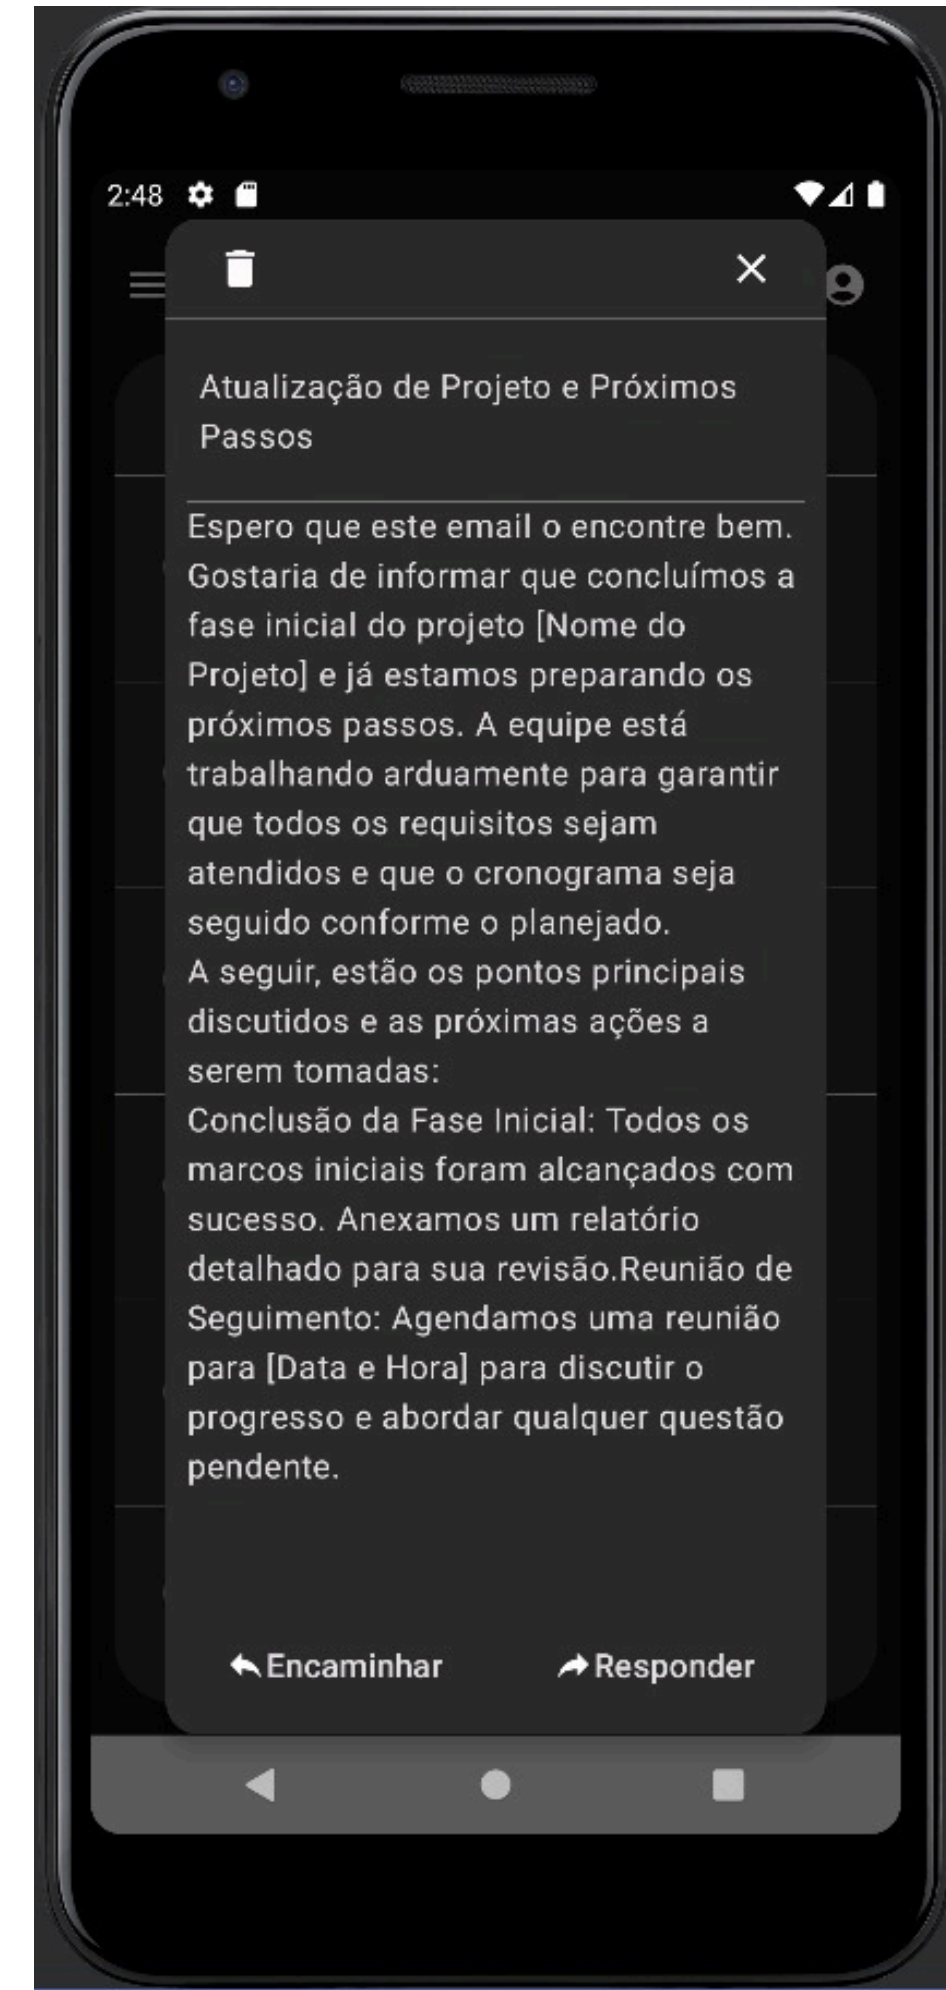 2:48
Atualização de Projeto e Próximos
Passos
Espero que este email o encontre bem.
Gostaria de informar que concluímos a
fase inicial do projeto [Nome do
Projeto] e já estamos preparando os
próximos passos. A equipe está
trabalhando arduamente para garantir
que todos os requisitos sejam
atendidos e que o cronograma seja
seguido conforme o planejado.
A seguir, estão os pontos principais
discutidos e as próximas ações a
serem tomadas:
Conclusão da Fase Inicial: Todos os
marcos iniciais foram alcançados com
sucesso. Anexamos um relatório
detalhado para sua revisão.Reunião de
Seguimento: Agendamos uma reunião
para [Data e Hora] para discutir o
progresso e abordar qualquer questão
pendente.
Encaminhar Responder